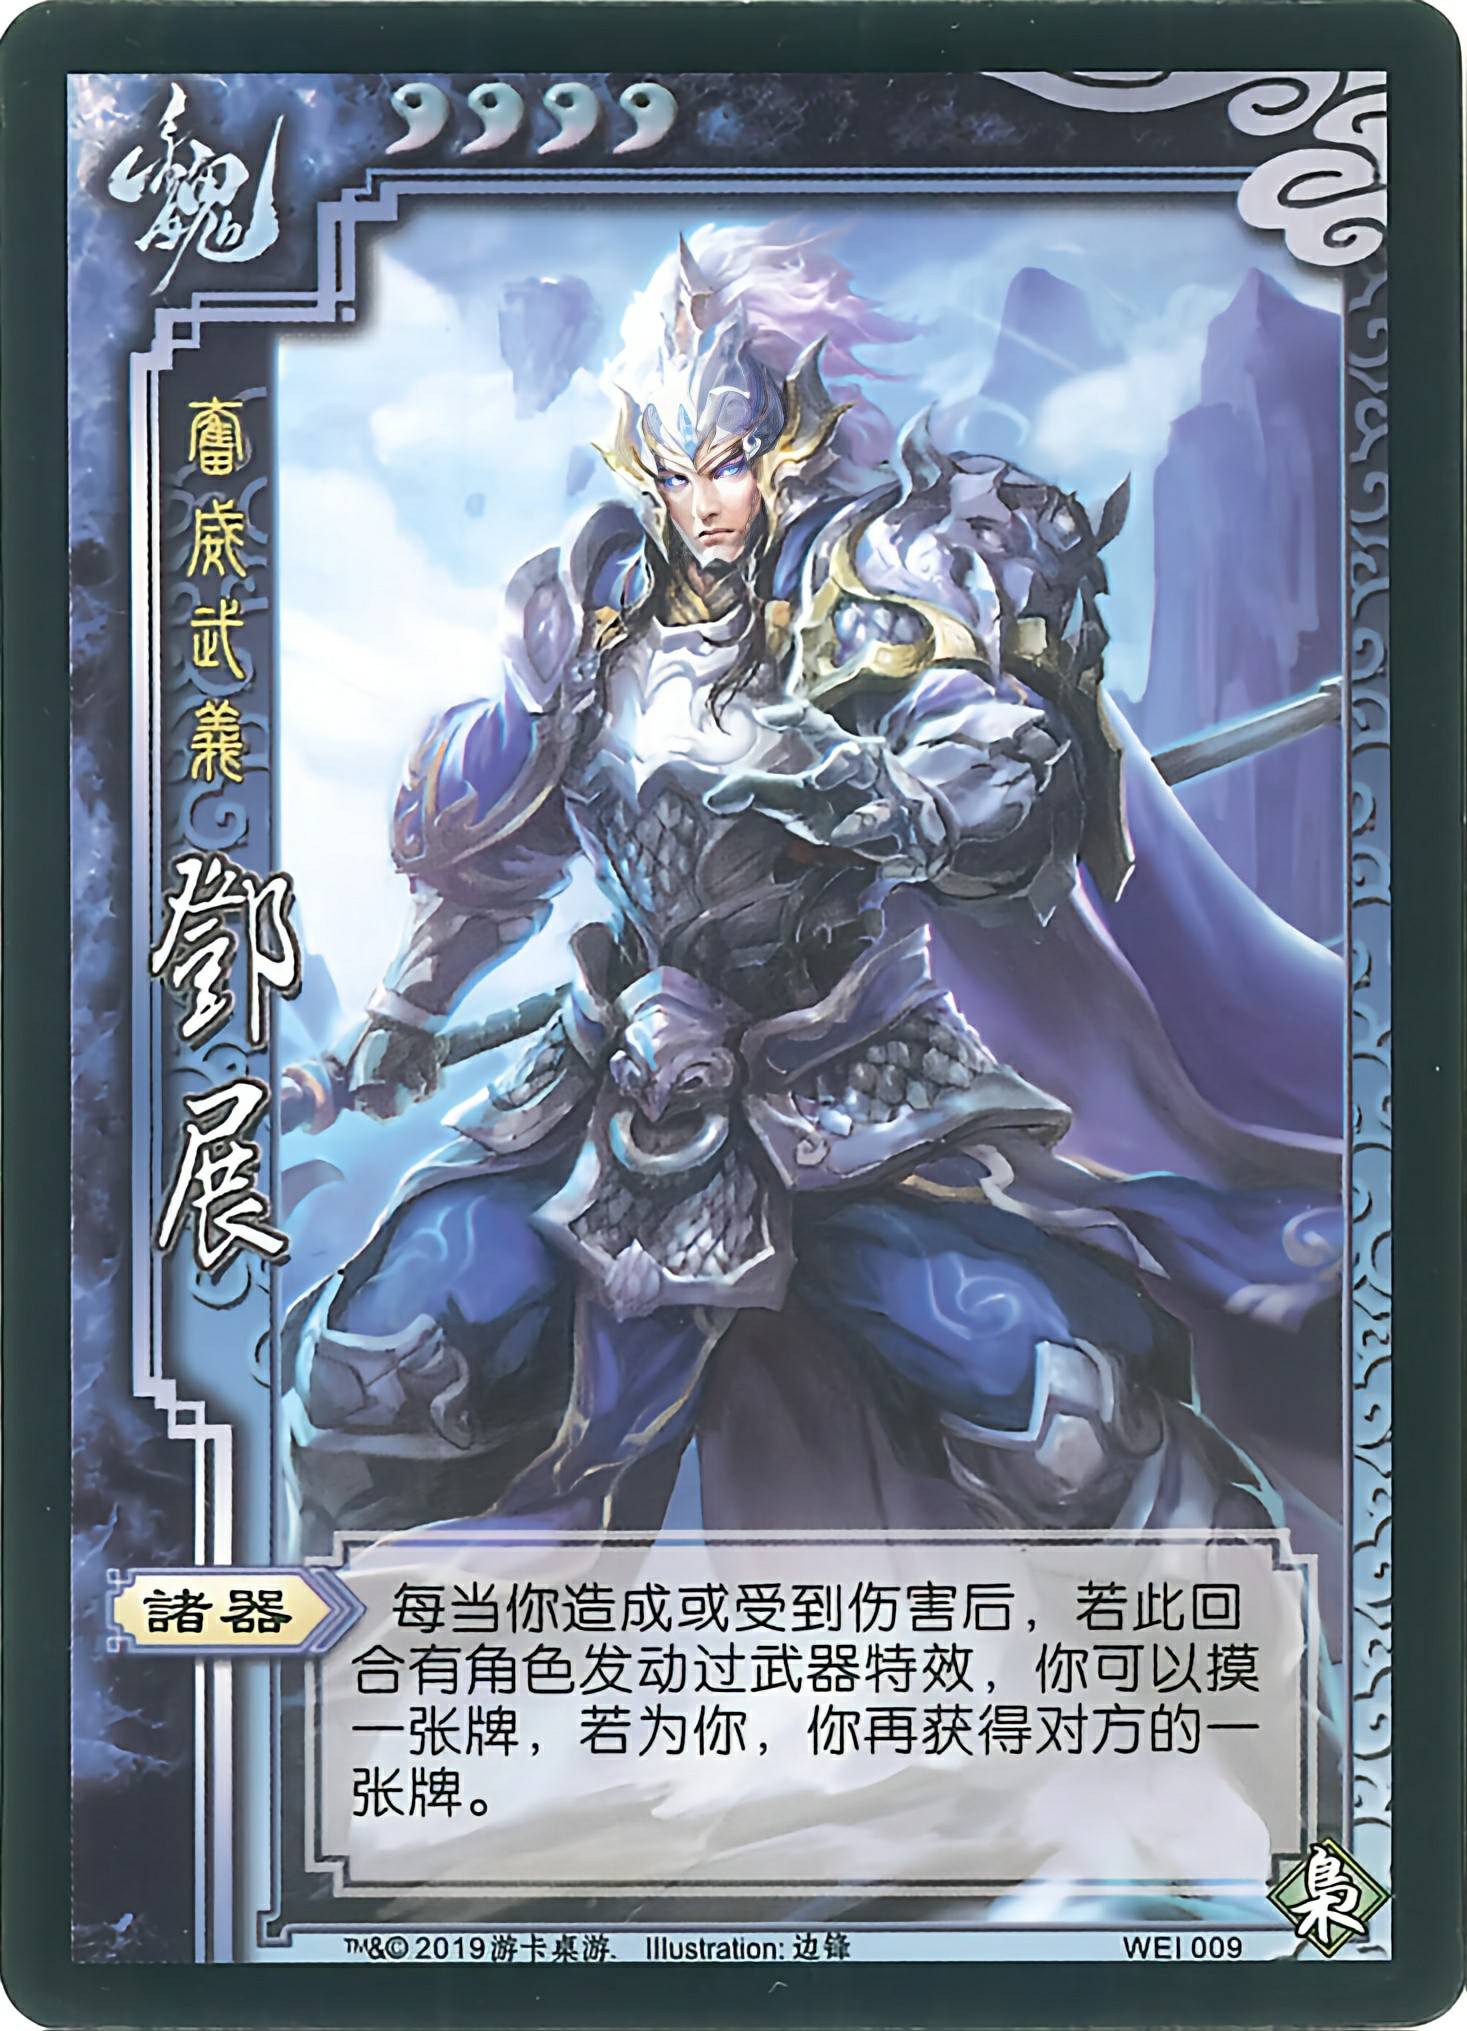 魏
奮威武義
鄧展
諸器
每当你造成或受到伤害后，若此回
合有角色发动过武器特效，你可以摸
一张牌，若为你，你再获得对方的一
张牌。
梟
™&© 2019游卡桌游. Illustration: 边锋
WEI 009